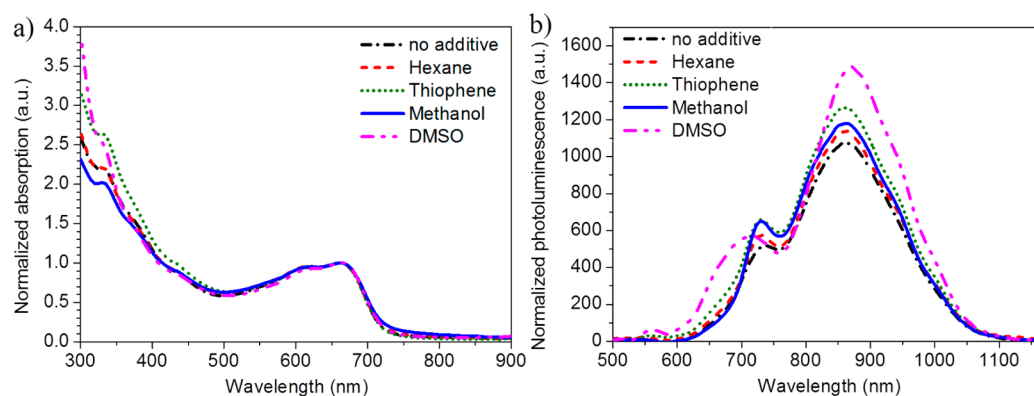 a)
Normalized absorption (a.u.)
4.0
3.5
3.0
2.5
2.0
1.5
1.0
0.5
0.0
no additive
Hexane
Thiophene
Methanol
DMSO
300 400 500 600 700 800 900
Wavelength (nm)
b)
Normalized photoluminescence (a.u.)
1600
1400
1200
1000
800
600
400
200
0
no additive
Hexane
Thiophene
Methanol
DMSO
500 600 700 800 900 1000 1100
Wavelength (nm)